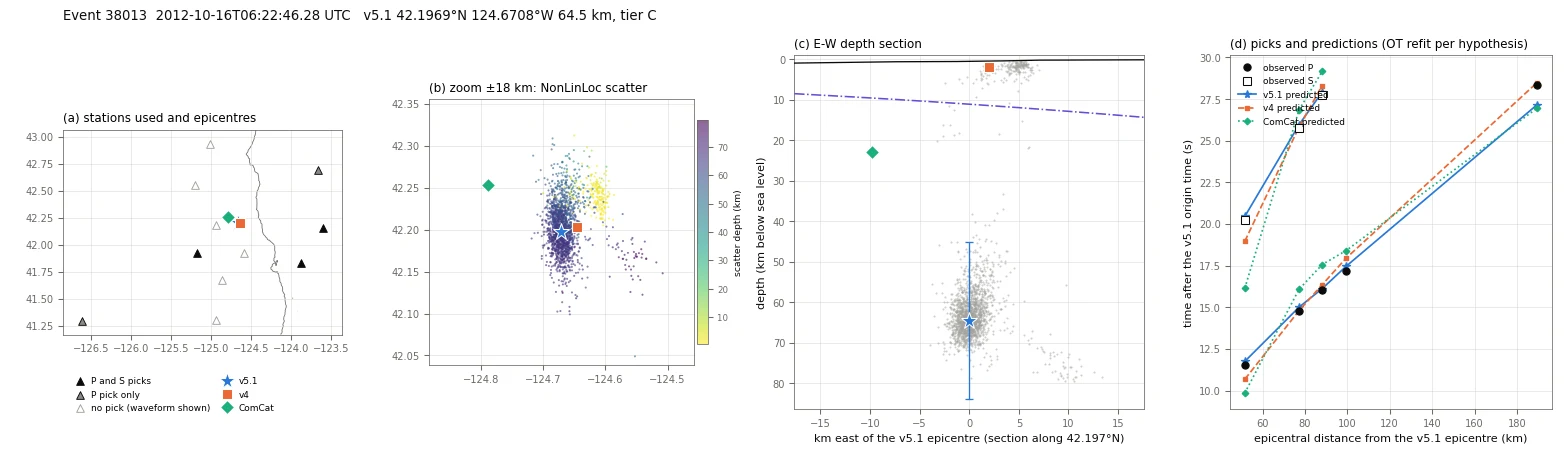 Event 38013  2012-10-16T06:22:46.28 UTC   v5.1 42.1969°N 124.6708°W 64.5 km, tier C
(a) stations used and epicentres
43.00
42.75
42.50
42.25
42.00
41.75
41.50
41.25
−126.5 −126.0 −125.5 −125.0 −124.5 −124.0 −123.5
P and S picks
P pick only
no pick (waveform shown)
v5.1
v4
ComCat
(b) zoom ±18 km: NonLinLoc scatter
42.35
42.30
42.25
42.20
42.15
42.10
42.05
−124.8 −124.7 −124.6 −124.5
70
60
50
40
30
20
10
scatter depth (km)
(c) E-W depth section
0
10
20
30
40
50
60
70
80
depth (km below sea level)
−15 −10 −5 0 5 10 15
km east of the v5.1 epicentre (section along 42.197°N)
(d) picks and predictions (OT refit per hypothesis)
30.0
27.5
25.0
22.5
20.0
17.5
15.0
12.5
10.0
time after the v5.1 origin time (s)
observed P
observed S
v5.1 predicted
v4 predicted
ComCat predicted
60 80 100 120 140 160 180
epicentral distance from the v5.1 epicentre (km)